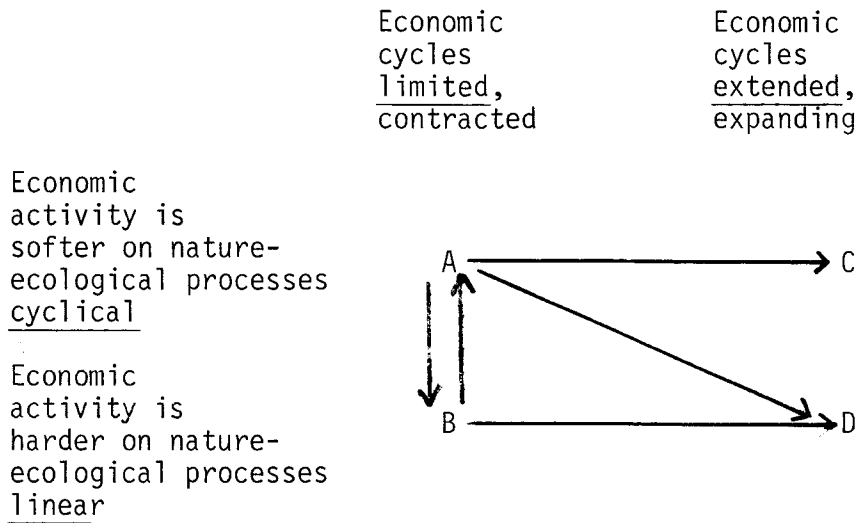 Economic
cycles
limited,
contracted
Economic
cycles
extended,
expanding
Economic
activity is
softer on nature-
ecological processes
cyclical
A
C
Economic
activity is
harder on nature-
ecological processes
linear
B
D